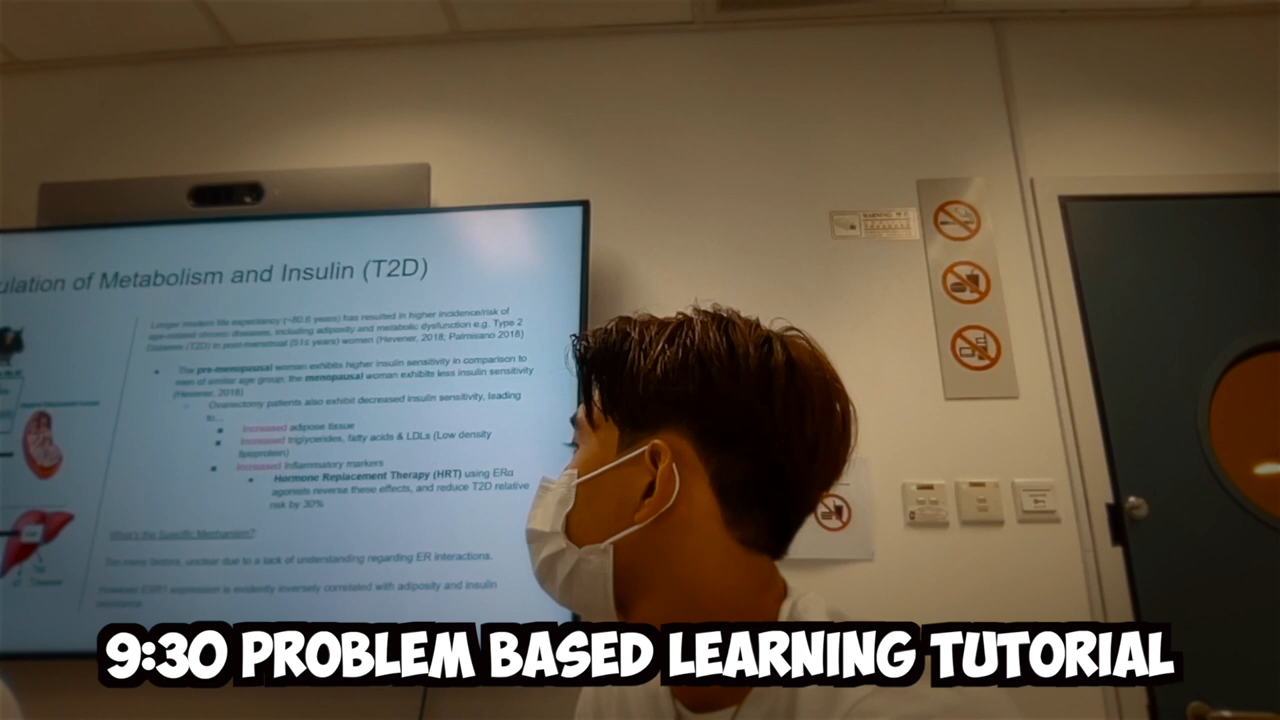 ulation of Metabolism and Insulin (T2D)
Longer modern life expectancy (~80.6 years) has resulted in higher incidence/risk of
age-related chronic diseases, including adiposity and metabolic dysfunction e.g. Type 2
Diabetes (T2D) in post-menstrual (51≤ years) women (Hevener, 2018; Palmisano 2018)
The pre-menopausal woman exhibits higher insulin sensitivity in comparison to
men of similar age group; the menopausal woman exhibits less insulin sensitivity
(Hevener, 2018)
Ovariectomy patients also exhibit decreased insulin sensitivity, leading
to...
Increased adipose tissue
Increased triglycerides, fatty acids & LDLs (Low density
lipoprotein)
Increased Inflammatory markers
Hormone Replacement Therapy (HRT) using ERα
agonists reverse these effects, and reduce T2D relative
risk by 30%
What's the Specific Mechanism?
Too many factors, unclear due to a lack of understanding regarding ER interactions.
However ESR1 expression is evidently inversely correlated with adiposity and insulin
resistance
WARNING
9:30 PROBLEM BASED LEARNING TUTORIAL